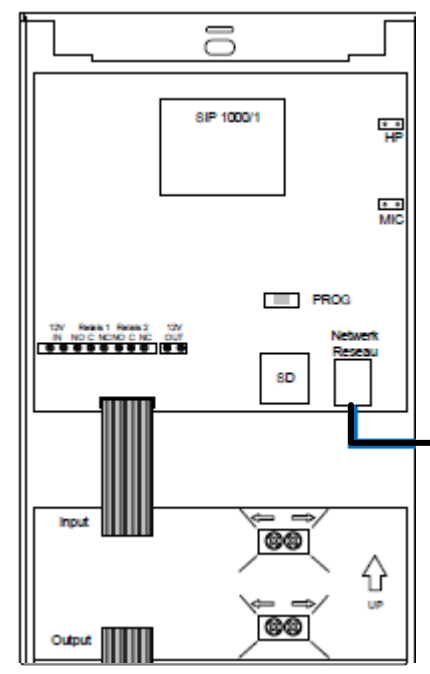 SIP 1000/1
HP
MIC
PROG
12V Relais 1 Relais 2 12V
IN NO C NC NO C NC OUT
Netwerk
Reseau
SD
Input
UP
Output